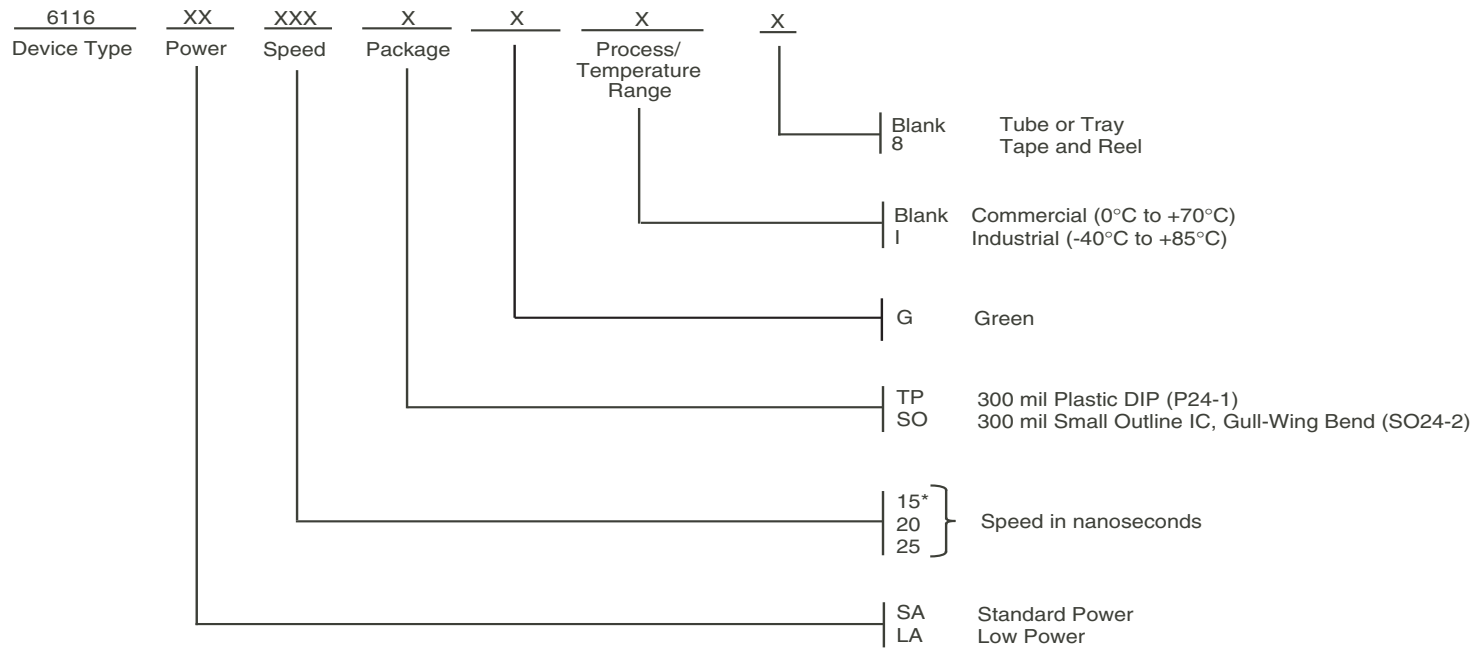 6116 XX XXX X X X X
Device Type Power Speed Package Process/
Temperature
Range
Blank Tube or Tray
8 Tape and Reel
Blank Commercial (0°C to +70°C)
I Industrial (-40°C to +85°C)
G Green
TP 300 mil Plastic DIP (P24-1)
SO 300 mil Small Outline IC, Gull-Wing Bend (SO24-2)
15*
20 Speed in nanoseconds
25
SA Standard Power
LA Low Power